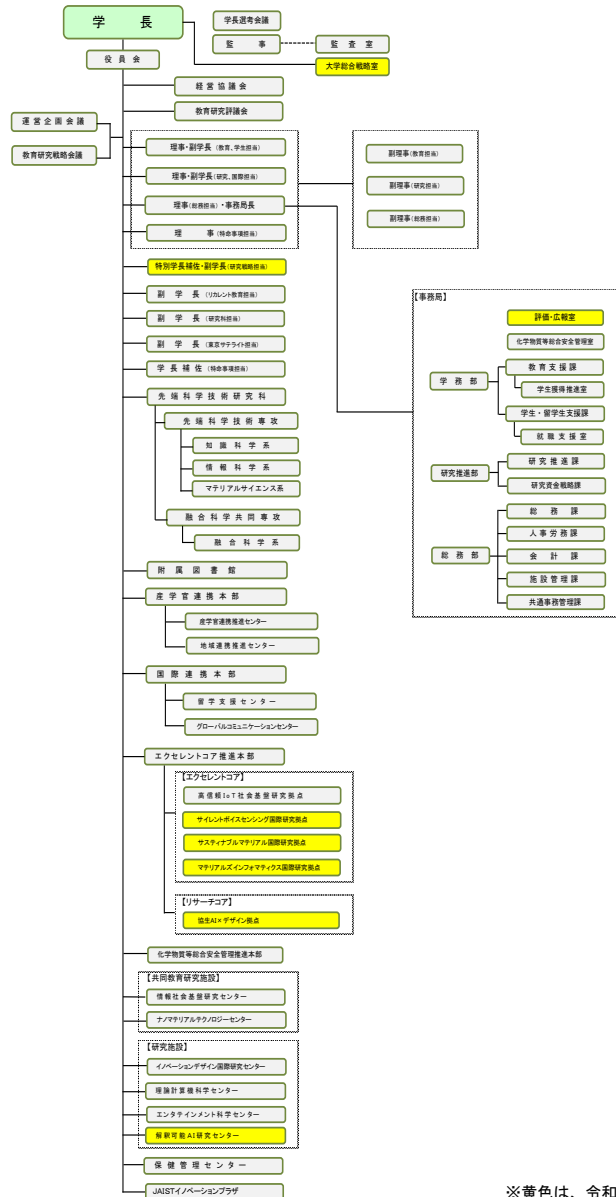 学長
学長選考会議
監事
監査室
役員会
大学総合戦略室
経営協議会
教育研究評議会
運営企画会議
教育研究戦略会議
理事・副学長(教育、学生担当)
理事・副学長(研究、国際担当)
理事(総務担当)・事務局長
理事(特命事項担当)
副理事(教育担当)
副理事(研究担当)
副理事(総務担当)
特別学長補佐・副学長(研究戦略担当)
副学長(リカレント教育担当)
副学長(研究科担当)
副学長(東京サテライト担当)
学長補佐(特命事項担当)
【事務局】
評価・広報室
化学物質等総合安全管理室
学務部
教育支援課
学生獲得推進室
学生・留学生支援課
就職支援室
研究推進部
研究推進課
研究資金戦略課
総務部
総務課
人事労務課
会計課
施設管理課
共通事務管理課
先端科学技術研究科
先端科学技術専攻
知識科学系
情報科学系
マテリアルサイエンス系
融合科学共同専攻
融合科学系
附属図書館
産学官連携本部
産学官連携推進センター
地域連携推進センター
国際連携本部
留学支援センター
グローバルコミュニケーションセンター
エクセレントコア推進本部
【エクセレントコア】
高信頼IoT社会基盤研究拠点
サイレントボイスセンシング国際研究拠点
サスティナブルマテリアル国際研究拠点
マテリアルズインフォマティクス国際研究拠点
【リサーチコア】
協生AI×デザイン拠点
化学物質等総合安全管理推進本部
【共同教育研究施設】
情報社会基盤研究センター
ナノマテリアルテクノロジーセンター
【研究施設】
イノベーションデザイン国際研究センター
理論計算機科学センター
エンタテインメント科学センター
解釈可能AI研究センター
保健管理センター
JAISTイノベーションプラザ
※黄色は、令和